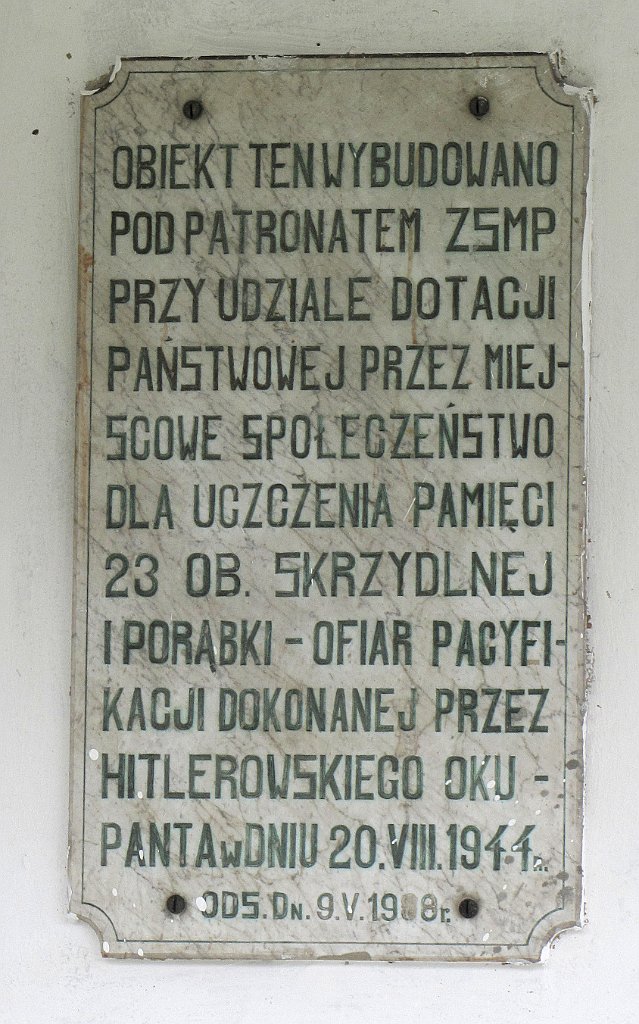 OBIEKT TEN WYBUDOWANO
POD PATRONATEM ZSMP
PRZY UDZIALE DOTACJI
PAŃSTWOWEJ PRZEZ MIEJ-
SCOWE SPOŁECZEŃSTWO
DLA UCZCZENIA PAMIĘCI
23 OB. SKRZYDLNEJ
I PORĄBKI - OFIAR PACYFI-
KACJI DOKONANEJ PRZEZ
HITLEROWSKIEGO OKU -
PANTA W DNIU 20.VIII.1944 r.
ODS. DN. 9.V.1988 r.